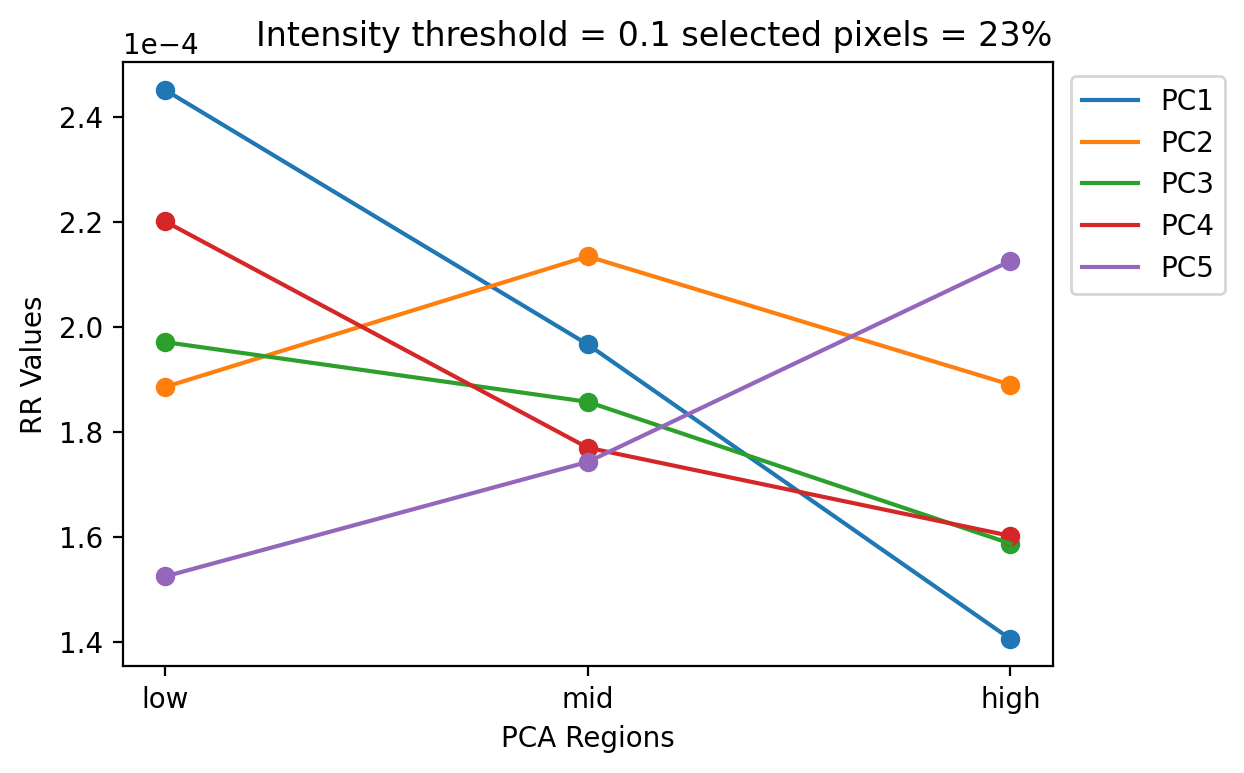 Intensity threshold = 0.1 selected pixels = 23%
1e−4
2.4
2.2
2.0
1.8
1.6
1.4
RR Values
low
mid
high
PCA Regions
PC1
PC2
PC3
PC4
PC5